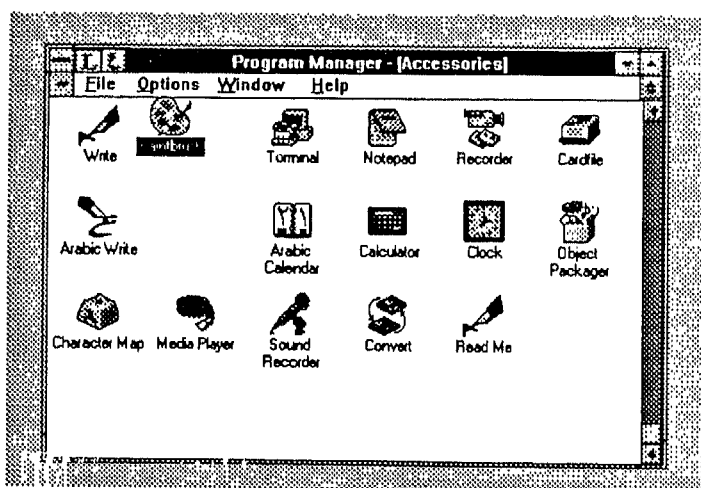 Program Manager - [Accessories]
File Options Window Help
Write Terminal Notepad Recorder Cardfile
Arabic Write Arabic Calendar Calculator Clock Object Packager
Character Map Media Player Sound Recorder Convert Read Me